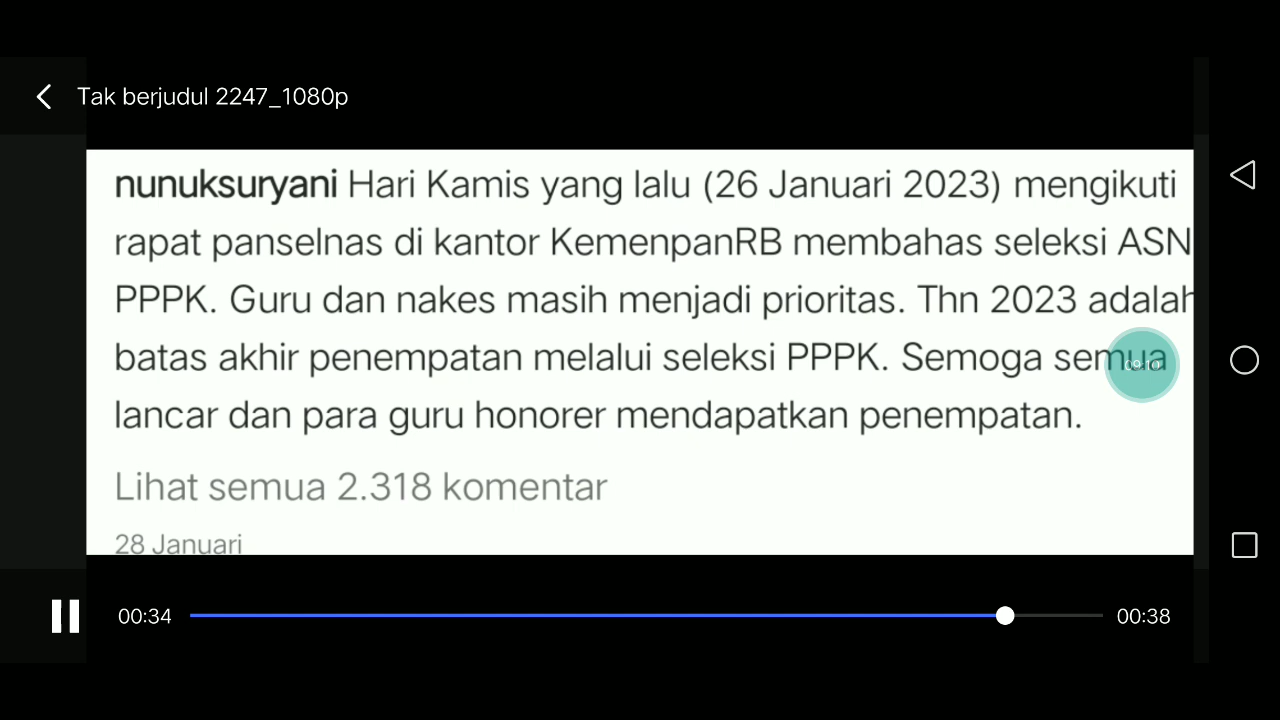 Tak berjudul 2247_1080p
nunuksuryani Hari Kamis yang lalu (26 Januari 2023) mengikuti
rapat panselnas di kantor KemenpanRB membahas seleksi ASN
PPPK. Guru dan nakes masih menjadi prioritas. Thn 2023 adalah
batas akhir penempatan melalui seleksi PPPK. Semoga semua
09:10
lancar dan para guru honorer mendapatkan penempatan.
Lihat semua 2.318 komentar
28 Januari
00:34
00:38